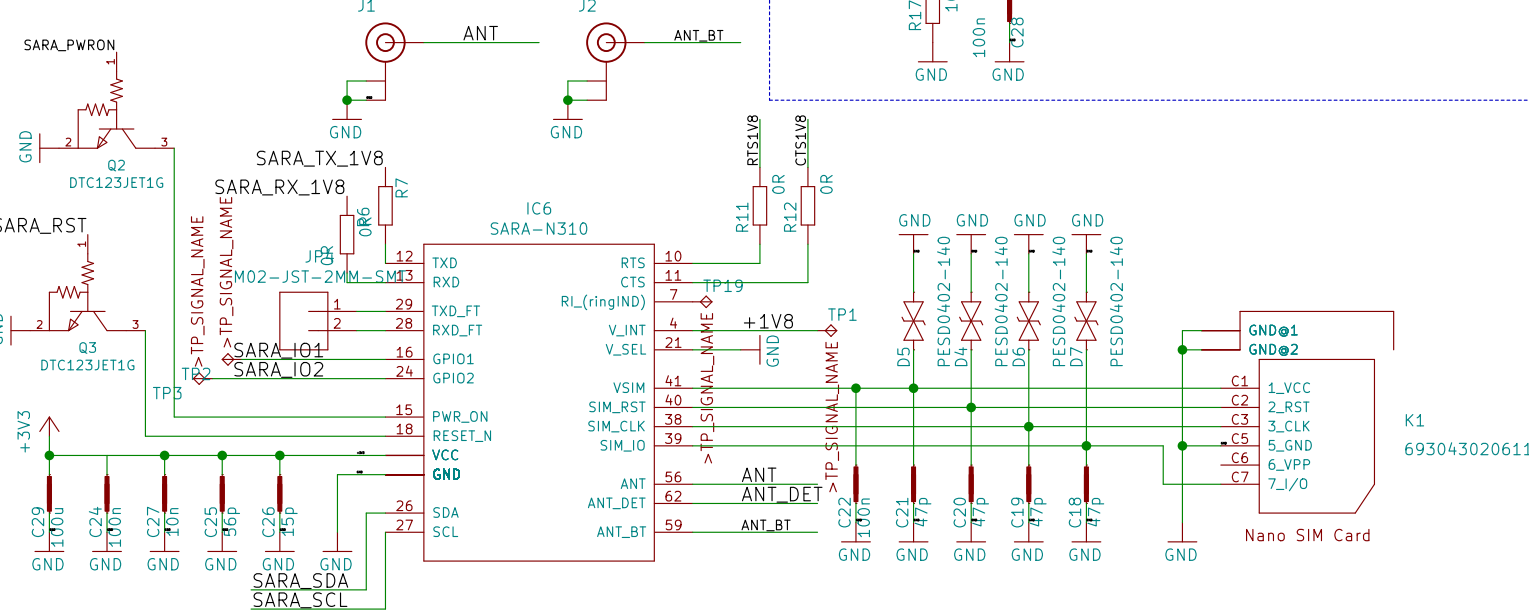 J1
J2
SARA_PWRON
ANT
ANT_BT
R17
100n
C28
GND
GND
1
2
3
GND
Q2
DTC123JET1G
GND
GND
SARA_TX_1V8
SARA_RX_1V8
R7
0R
RTS1V8
CTS1V8
0R
0R
R11
R12
SARA_RST
1
2
3
Q3
DTC123JET1G
>TP_SIGNAL_NAME
>TP_SIGNAL_NAME
M02-JST-2MM-SMT
1
2
IC6
SARA-N310
12 TXD
13 RXD
29 TXD_FT
28 RXD_FT
16 GPIO1
24 GPIO2
15 PWR_ON
18 RESET_N
VCC
GND
26 SDA
27 SCL
RTS 10
CTS 11
RI_(ringIND) 7
V_INT 4
V_SEL 21
VSIM 41
SIM_RST 40
SIM_CLK 38
SIM_IO 39
ANT 56
ANT_DET 62
ANT_BT 59
SARA_IO1
SARA_IO2
TP2
TP3
TP19
+1V8
TP1
GND
>TP_SIGNAL_NAME
>TP_SIGNAL_NAME
ANT
ANT_DET
ANT_BT
+3V3
C29
100u
C24
100n
C27
10n
C25
56p
C26
15p
GND
GND
GND
GND
GND
GND
SARA_SDA
SARA_SCL
GND
GND
GND
GND
D5
PESD0402-140
D4
PESD0402-140
D6
PESD0402-140
D7
PESD0402-140
C22
100n
C21
47p
C20
47p
C19
47p
C18
47p
GND
GND
GND
GND
GND
GND
GND@1
GND@2
C1 1_VCC
C2 2_RST
C3 3_CLK
C5 5_GND
C6 6_VPP
C7 7_I/O
K1
693043020611
Nano SIM Card